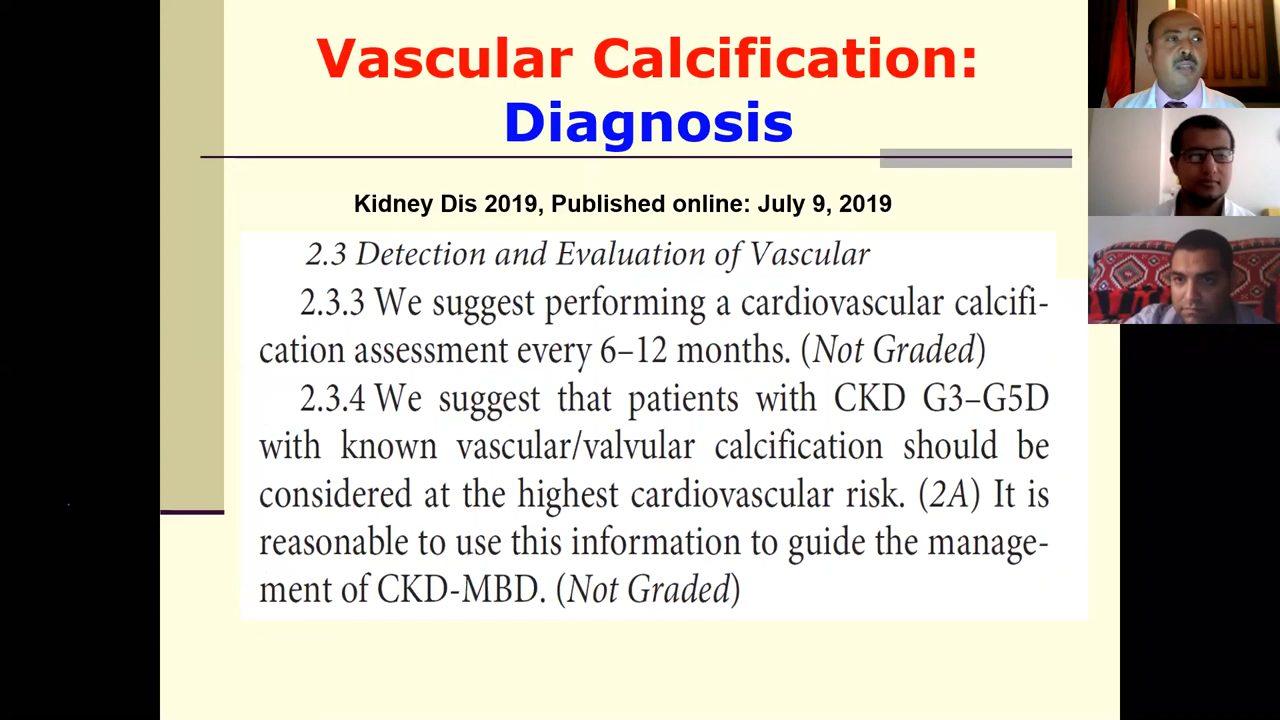 Vascular Calcification:
Diagnosis
Kidney Dis 2019, Published online: July 9, 2019
2.3 Detection and Evaluation of Vascular
2.3.3 We suggest performing a cardiovascular calcifi-
cation assessment every 6–12 months. (Not Graded)
2.3.4 We suggest that patients with CKD G3–G5D
with known vascular/valvular calcification should be
considered at the highest cardiovascular risk. (2A) It is
reasonable to use this information to guide the manage-
ment of CKD-MBD. (Not Graded)